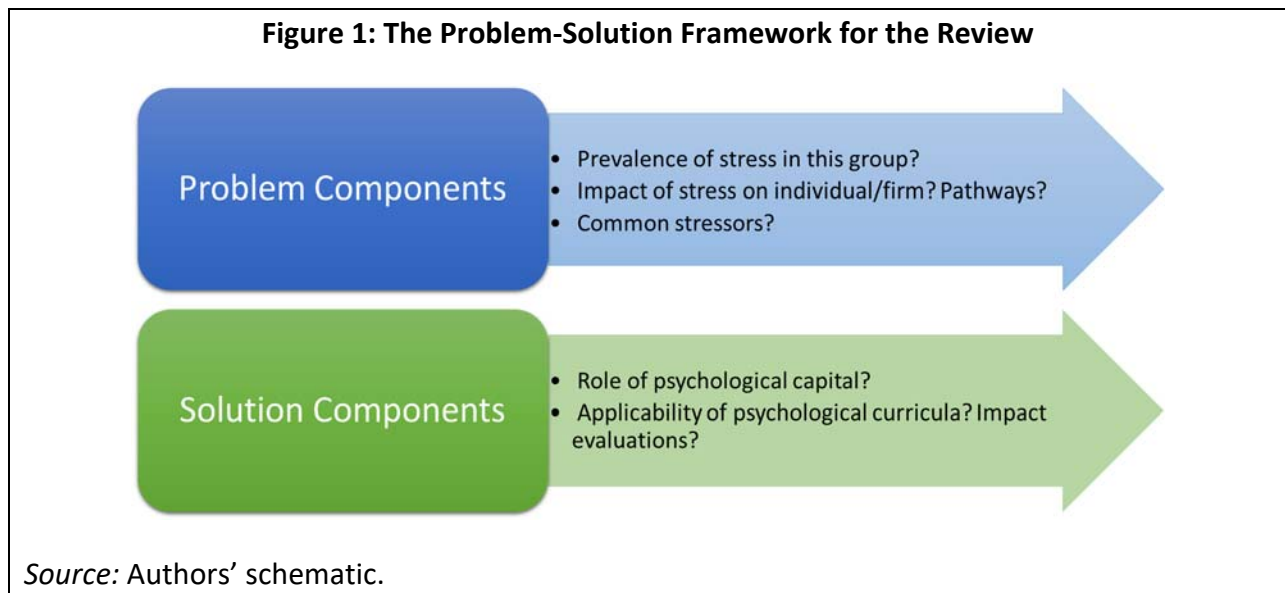 Figure 1: The Problem-Solution Framework for the Review
Problem Components
• Prevalence of stress in this group?
• Impact of stress on individual/firm? Pathways?
• Common stressors?
Solution Components
• Role of psychological capital?
• Applicability of psychological curricula? Impact
evaluations?
Source: Authors’ schematic.